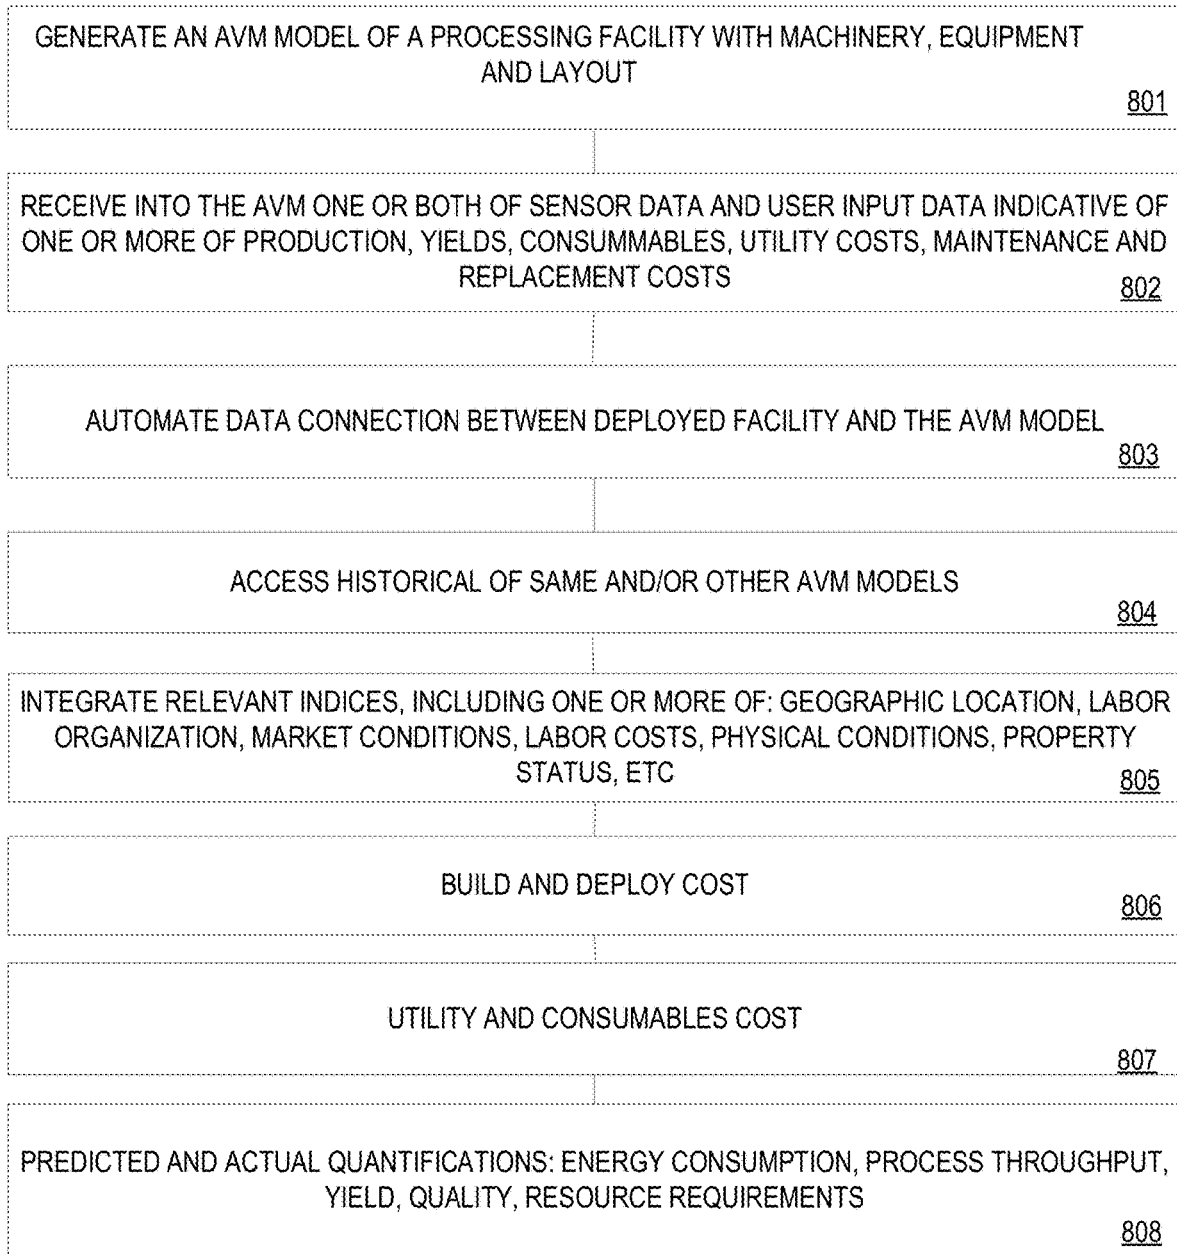 GENERATE AN AVM MODEL OF A PROCESSING FACILITY WITH MACHINERY, EQUIPMENT
AND LAYOUT
801
RECEIVE INTO THE AVM ONE OR BOTH OF SENSOR DATA AND USER INPUT DATA INDICATIVE OF
ONE OR MORE OF PRODUCTION, YIELDS, CONSUMMABLES, UTILITY COSTS, MAINTENANCE AND
REPLACEMENT COSTS
802
AUTOMATE DATA CONNECTION BETWEEN DEPLOYED FACILITY AND THE AVM MODEL
803
ACCESS HISTORICAL OF SAME AND/OR OTHER AVM MODELS
804
INTEGRATE RELEVANT INDICES, INCLUDING ONE OR MORE OF: GEOGRAPHIC LOCATION, LABOR
ORGANIZATION, MARKET CONDITIONS, LABOR COSTS, PHYSICAL CONDITIONS, PROPERTY
STATUS, ETC
805
BUILD AND DEPLOY COST
806
UTILITY AND CONSUMABLES COST
807
PREDICTED AND ACTUAL QUANTIFICATIONS: ENERGY CONSUMPTION, PROCESS THROUGHPUT,
YIELD, QUALITY, RESOURCE REQUIREMENTS
808